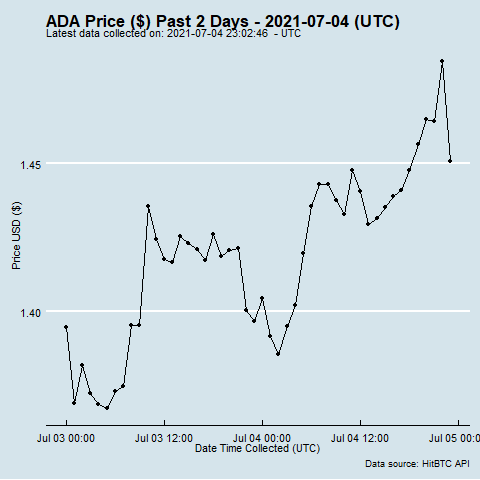 ADA Price ($) Past 2 Days - 2021-07-04 (UTC)
Latest data collected on: 2021-07-04 23:02:46 - UTC
1.45
Price USD ($)
1.40
Jul 03 00:00 Jul 03 12:00 Jul 04 00:00 Jul 04 12:00 Jul 05 00:0
Date Time Collected (UTC)
Data source: HitBTC API